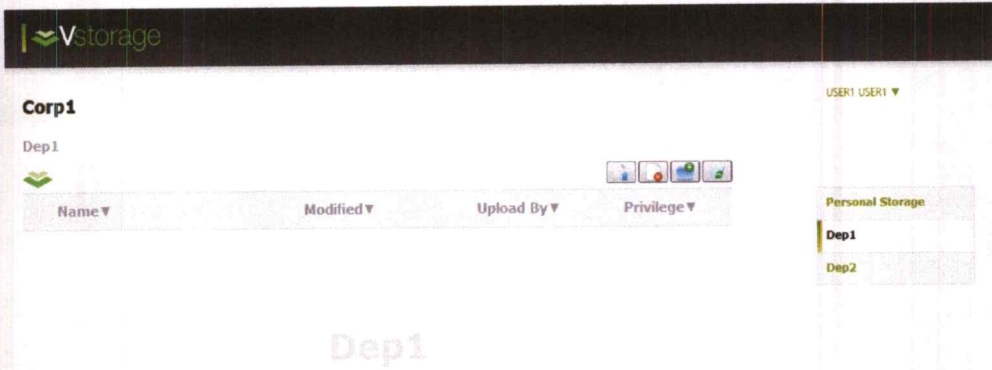 Vstorage
Corp1
USER1 USER1 ▼
Dep1
Name▼ Modified▼ Upload By▼ Privilege▼
Personal Storage
Dep1
Dep2
Dep1